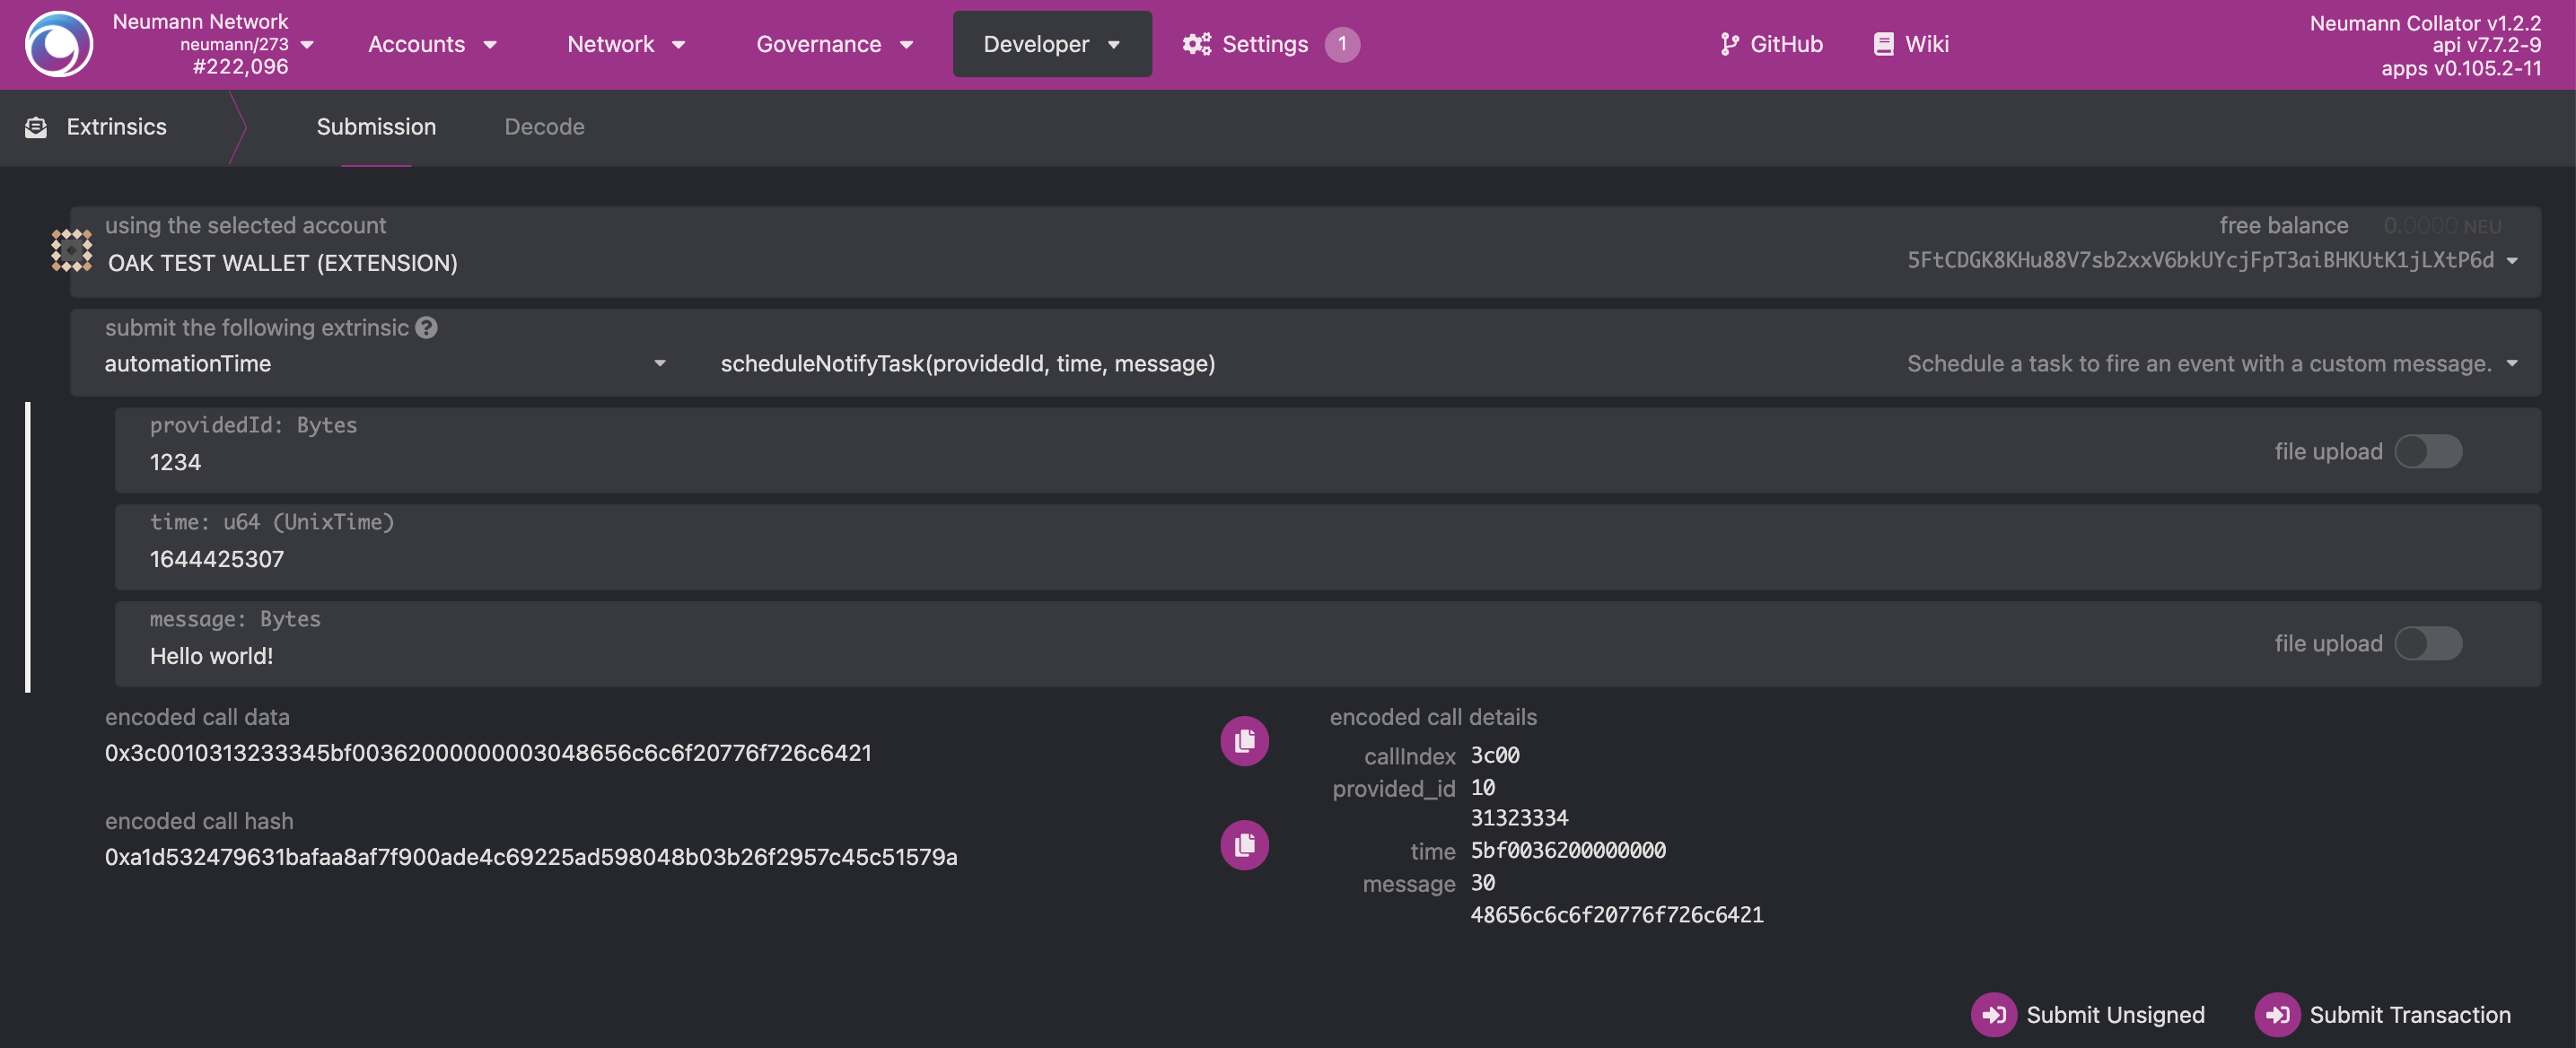 Neumann Network
neumann/273
#222,096
Accounts
Network
Governance
Developer
Settings 1
GitHub
Wiki
Neumann Collator v1.2.2
api v7.7.2-9
apps v0.105.2-11
Extrinsics
Submission
Decode
using the selected account
OAK TEST WALLET (EXTENSION)
free balance 0.0000 NEU
5FtCDGK8KHu88V7sb2xxV6bkUYcjFpT3aiBHKUtK1jLXtP6d
submit the following extrinsic ?
automationTime
scheduleNotifyTask(providedId, time, message)
Schedule a task to fire an event with a custom message.
providedId: Bytes
1234
file upload
time: u64 (UnixTime)
1644425307
message: Bytes
Hello world!
file upload
encoded call data
0x3c0010313233345bf00362000000003048656c6c6f20776f726c6421
encoded call hash
0xa1d532479631bafaa8af7f900ade4c69225ad598048b03b26f2957c45c51579a
encoded call details
callIndex 3c00
provided_id 10
31323334
time 5bf0036200000000
message 30
48656c6c6f20776f726c6421
Submit Unsigned
Submit Transaction